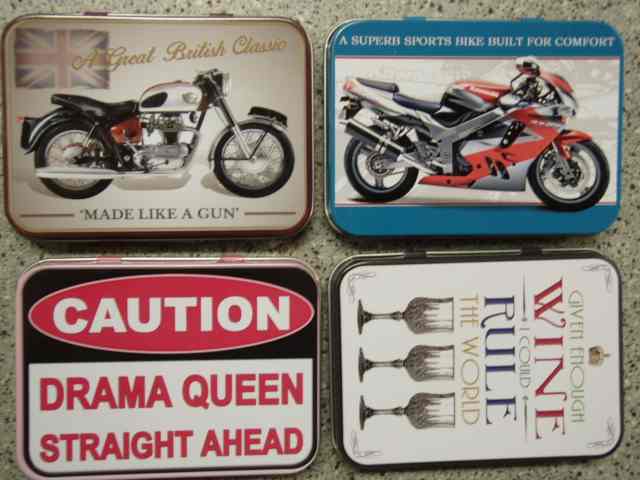 A Great British Classic
'MADE LIKE A GUN'
A SUPERB SPORTS BIKE BUILT FOR COMFORT
CAUTION
DRAMA QUEEN
STRAIGHT AHEAD
GIVEN ENOUGH
WINE
I COULD
RULE
THE WORLD